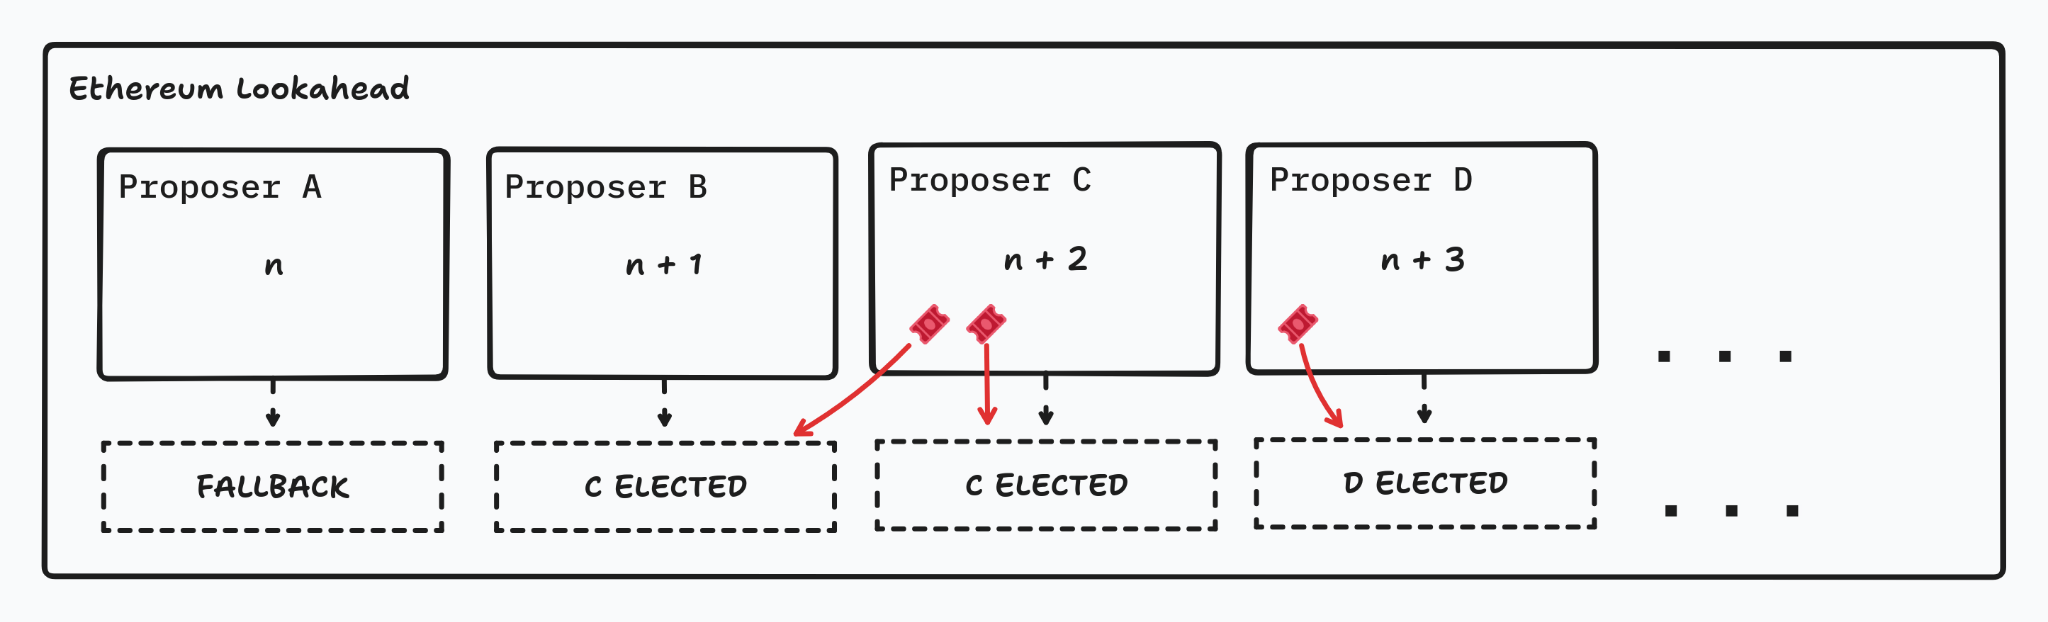 Ethereum Lookahead
Proposer A
n
Proposer B
n + 1
Proposer C
n + 2
Proposer D
n + 3
. . .
FALLBACK
C ELECTED
C ELECTED
D ELECTED
. . .